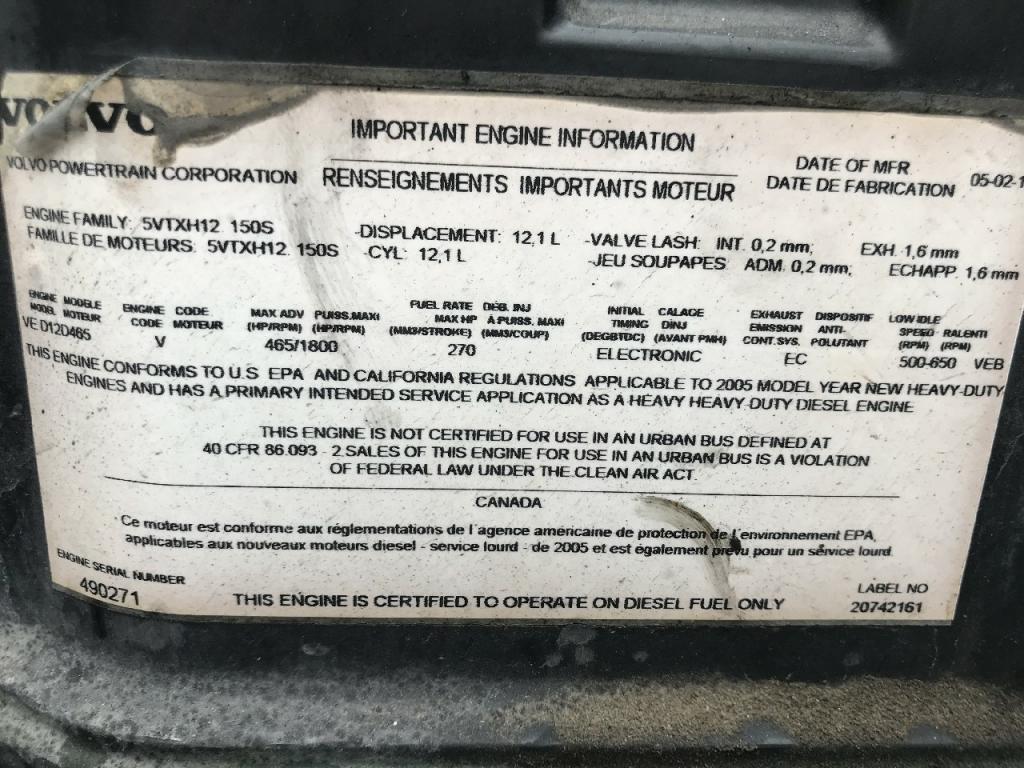 VOLVO
VOLVO POWERTRAIN CORPORATION
IMPORTANT ENGINE INFORMATION
RENSEIGNEMENTS IMPORTANTS MOTEUR
DATE OF MFR
DATE DE FABRICATION 05-02-1
ENGINE FAMILY: 5VTXH12. 150S
FAMILLE DE MOTEURS: 5VTXH12. 150S
-DISPLACEMENT: 12,1 L
-CYL: 12,1 L
-VALVE LASH: INT. 0,2 mm; EXH. 1,6 mm
-JEU SOUPAPES: ADM. 0,2 mm; ECHAPP. 1,6 mm
ENGINE MODELE
MODEL MOTEUR
VE D12D465
ENGINE CODE
CODE MOTEUR
V
MAX ADV PUISS.MAXI
(HP/RPM) (HP/RPM)
465/1800
FUEL RATE DÉB. INJ
MAX HP À PUISS. MAXI
(MM3/STROKE) (MM3/COUP)
270
INITIAL CALAGE
TIMING D'INJ
(DEGBTDC) (AVANT PMH)
ELECTRONIC
EXHAUST DISPOSITIF
EMISSION ANTI-
CONT.SYS. POLLUTANT
EC
LOW IDLE
SPEED RALENTI
(RPM) (RPM)
500-650 VEB
THIS ENGINE CONFORMS TO U.S EPA AND CALIFORNIA REGULATIONS APPLICABLE TO 2005 MODEL YEAR NEW HEAVY-DUTY
ENGINES AND HAS A PRIMARY INTENDED SERVICE APPLICATION AS A HEAVY HEAVY-DUTY DIESEL ENGINE
THIS ENGINE IS NOT CERTIFIED FOR USE IN AN URBAN BUS DEFINED AT
40 CFR 86.093 - 2.SALES OF THIS ENGINE FOR USE IN AN URBAN BUS IS A VIOLATION
OF FEDERAL LAW UNDER THE CLEAN AIR ACT.
CANADA
Ce moteur est conforme aux réglementations de l'agence américaine de protection de l'environnement EPA,
applicables aux nouveaux moteurs diesel - service lourd - de 2005 et est également prévu pour un service lourd.
ENGINE SERIAL NUMBER
490271
THIS ENGINE IS CERTIFIED TO OPERATE ON DIESEL FUEL ONLY
LABEL NO
20742161